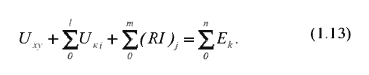 U_{xy} + \sum_{0}^{l} U_{\kappa i} + \sum_{0}^{m} (RI)_j = \sum_{0}^{n} E_k. (1.13)